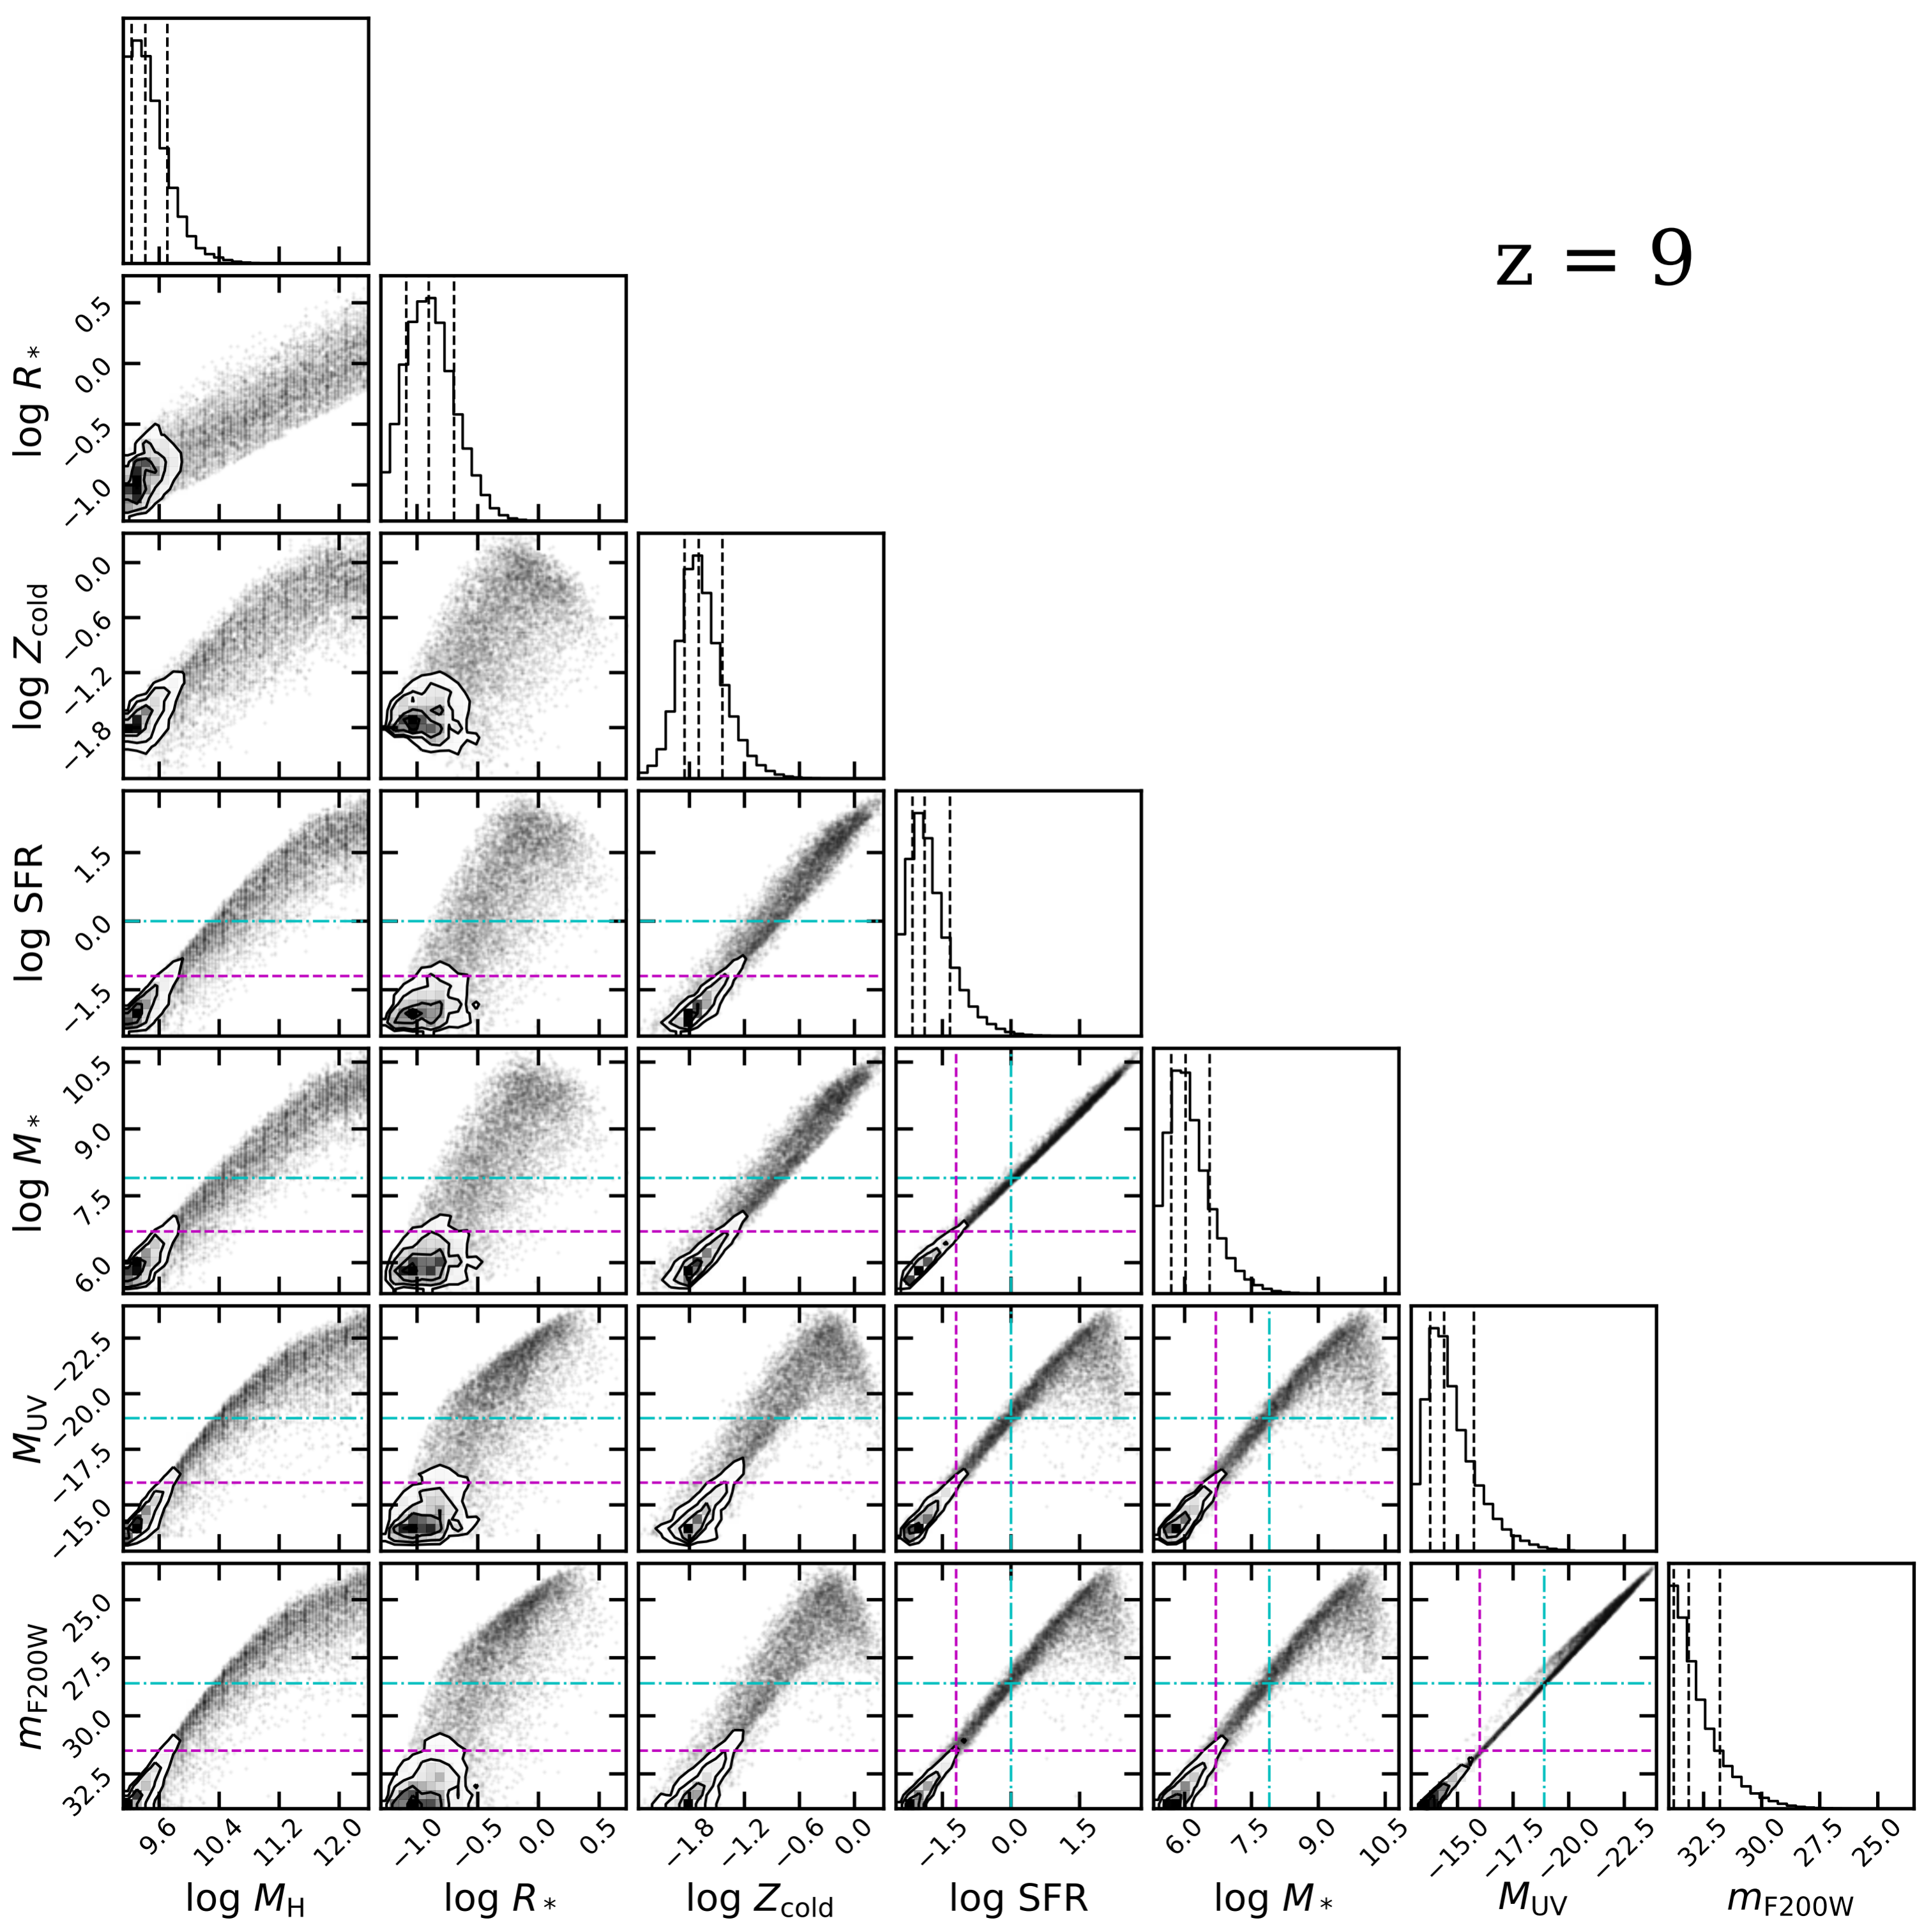 z = 9
log R*
0.5
0.0
−0.5
−1.0
log Z_cold
0.0
−0.6
−1.2
−1.8
log SFR
1.5
0.0
−1.5
log M*
10.5
9.0
7.5
6.0
M_UV
−22.5
−20.0
−17.5
−15.0
m_F200W
25.0
27.5
30.0
32.5
9.6 10.4 11.2 12.0 −1.0 −0.5 0.0 0.5 −1.8 −1.2 −0.6 0.0 −1.5 0.0 1.5 6.0 7.5 9.0 10.5 −15.0 −17.5 −20.0 −22.5 32.5 30.0 27.5 25.0
log M_H log R* log Z_cold log SFR log M* M_UV m_F200W